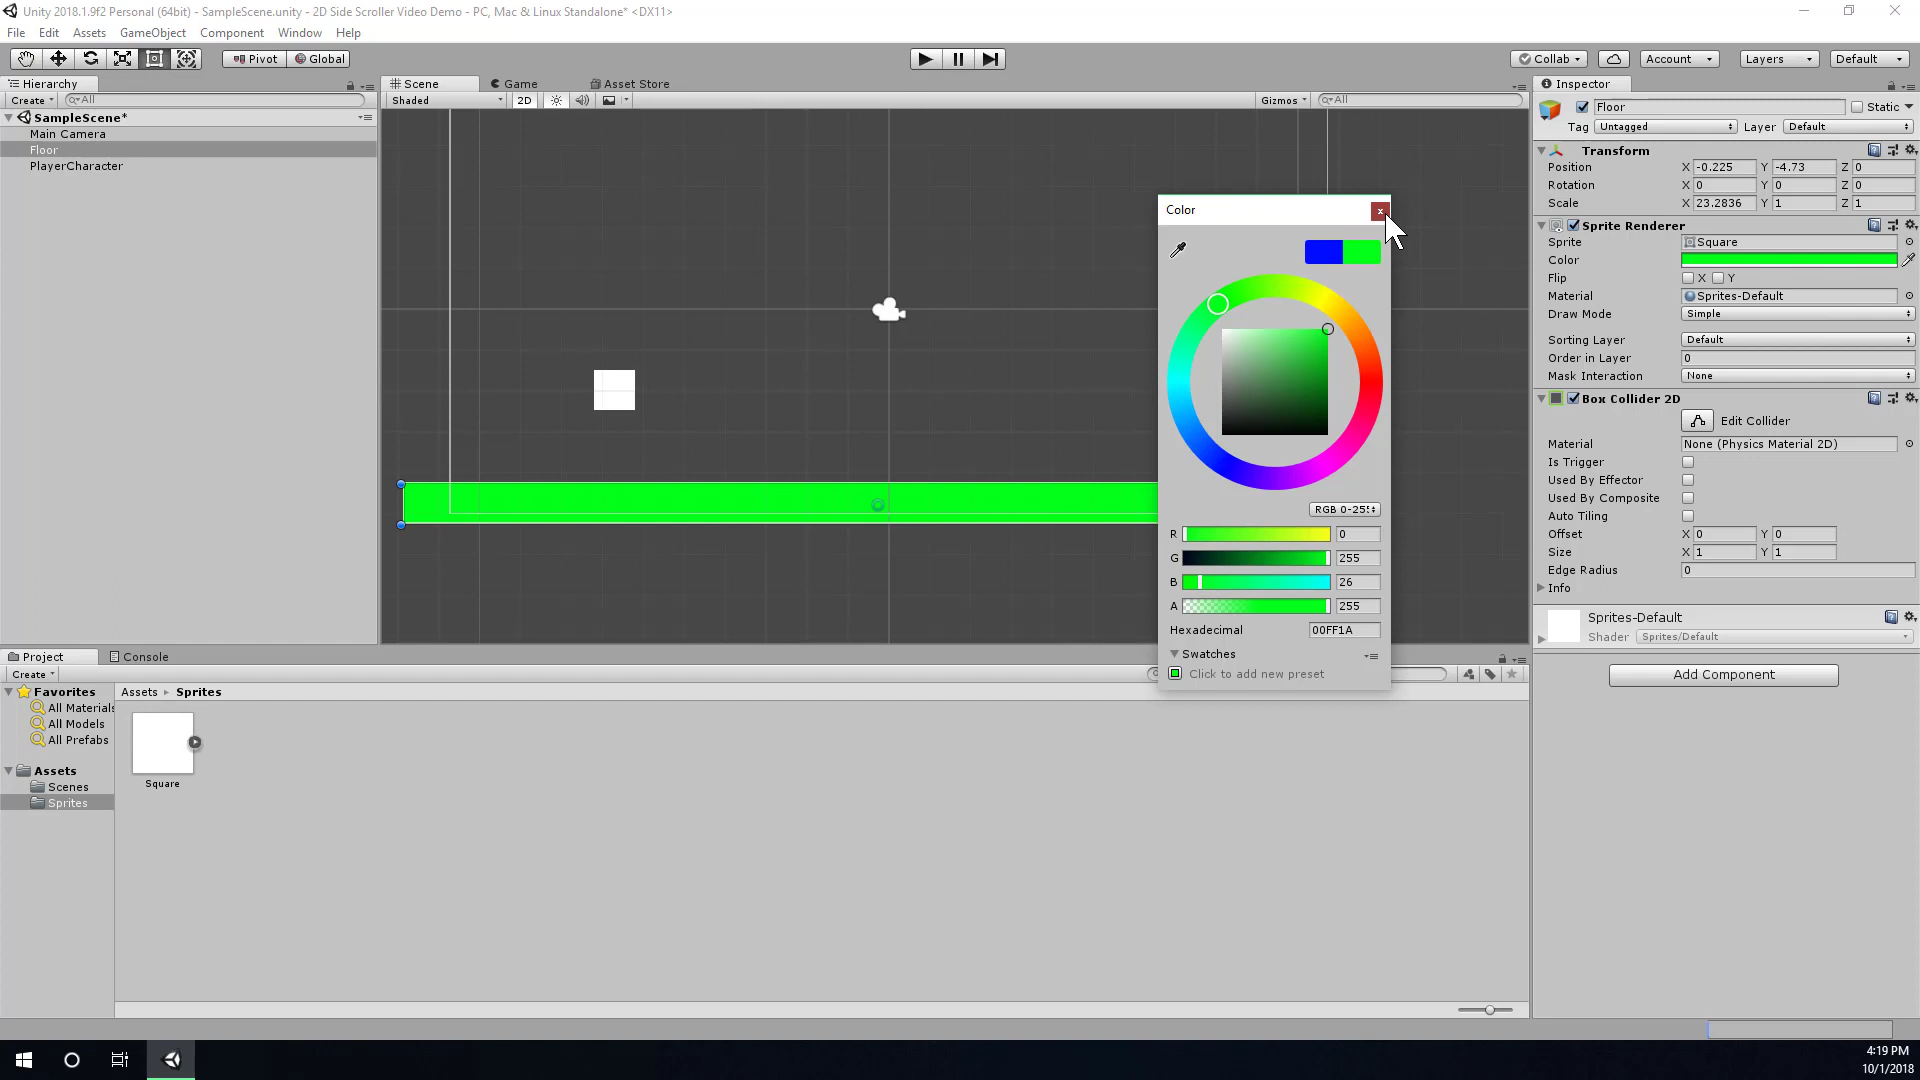 Unity 2018.1.9f2 Personal (64bit) - SampleScene.unity - 2D Side Scroller Video Demo - PC, Mac & Linux Standalone* <DX11>
File Edit Assets GameObject Component Window Help
Pivot Global Collab Account Layers Default
Hierarchy
Create All
SampleScene*
Main Camera
Floor
PlayerCharacter
Scene Game Asset Store
Shaded 2D Gizmos All
Color
RGB 0-255
R 0
G 255
B 26
A 255
Hexadecimal 00FF1A
Swatches
Click to add new preset
Inspector
Floor Static
Tag Untagged Layer Default
Transform
Position X -0.225 Y -4.73 Z 0
Rotation X 0 Y 0 Z 0
Scale X 23.2836 Y 1 Z 1
Sprite Renderer
Sprite Square
Color
Flip X Y
Material Sprites-Default
Draw Mode Simple
Sorting Layer Default
Order in Layer 0
Mask Interaction None
Box Collider 2D
Edit Collider
Material None (Physics Material 2D)
Is Trigger
Used By Effector
Used By Composite
Auto Tiling
Offset X 0 Y 0
Size X 1 Y 1
Edge Radius 0
Info
Sprites-Default
Shader Sprites/Default
Add Component
Project Console
Create
Favorites
All Materials
All Models
All Prefabs
Assets
Scenes
Sprites
Assets Sprites
Square
4:19 PM
10/1/2018